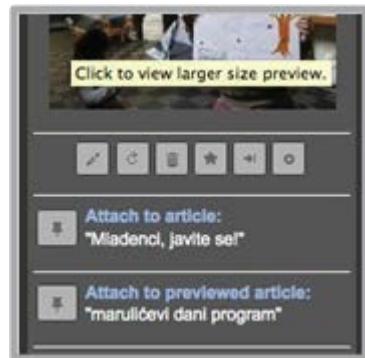 Click to view larger size preview.
Attach to article:
"Mladenci, javite se!"
Attach to previewed article:
"marulićevi dani program"